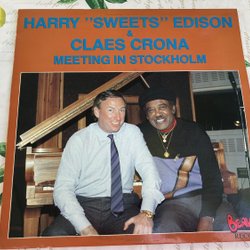 HARRY "SWEETS" EDISON
&
CLAES CRONA
MEETING IN STOCKHOLM